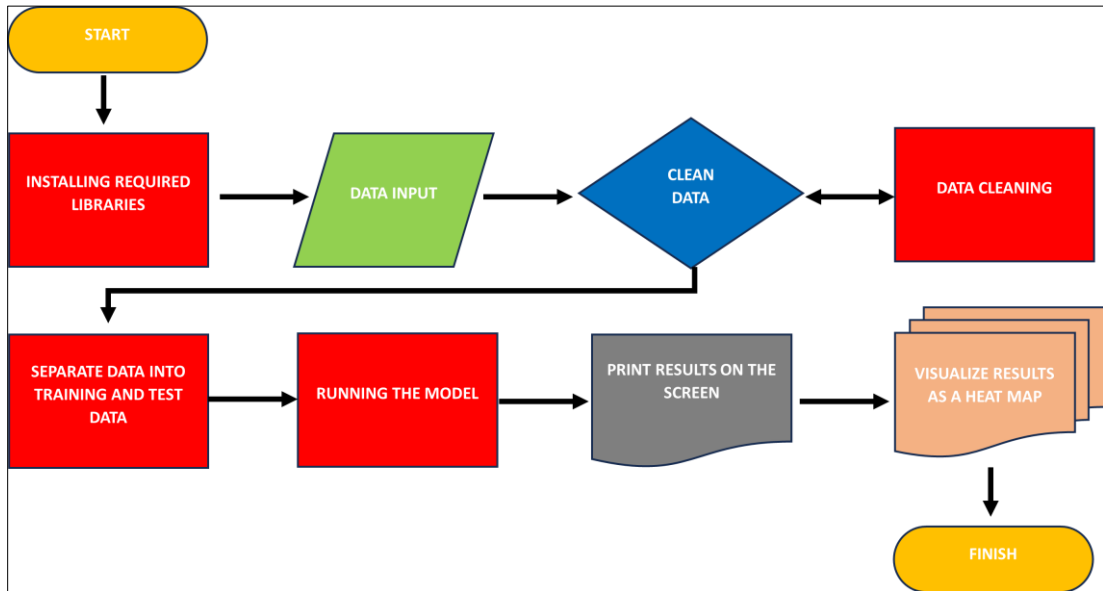 START
INSTALLING REQUIRED
LIBRARIES
DATA INPUT
CLEAN
DATA
DATA CLEANING
SEPARATE DATA INTO
TRAINING AND TEST
DATA
RUNNING THE MODEL
PRINT RESULTS ON THE
SCREEN
VISUALIZE RESULTS
AS A HEAT MAP
FINISH